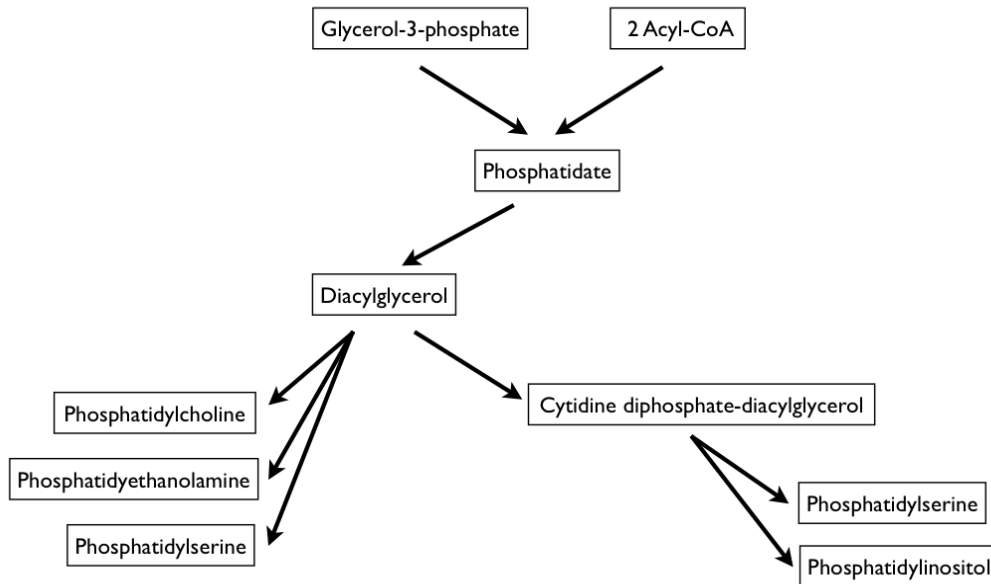 Glycerol-3-phosphate
2 Acyl-CoA
Phosphatidate
Diacylglycerol
Phosphatidylcholine
Cytidine diphosphate-diacylglycerol
Phosphatidyethanolamine
Phosphatidylserine
Phosphatidylserine
Phosphatidylinositol